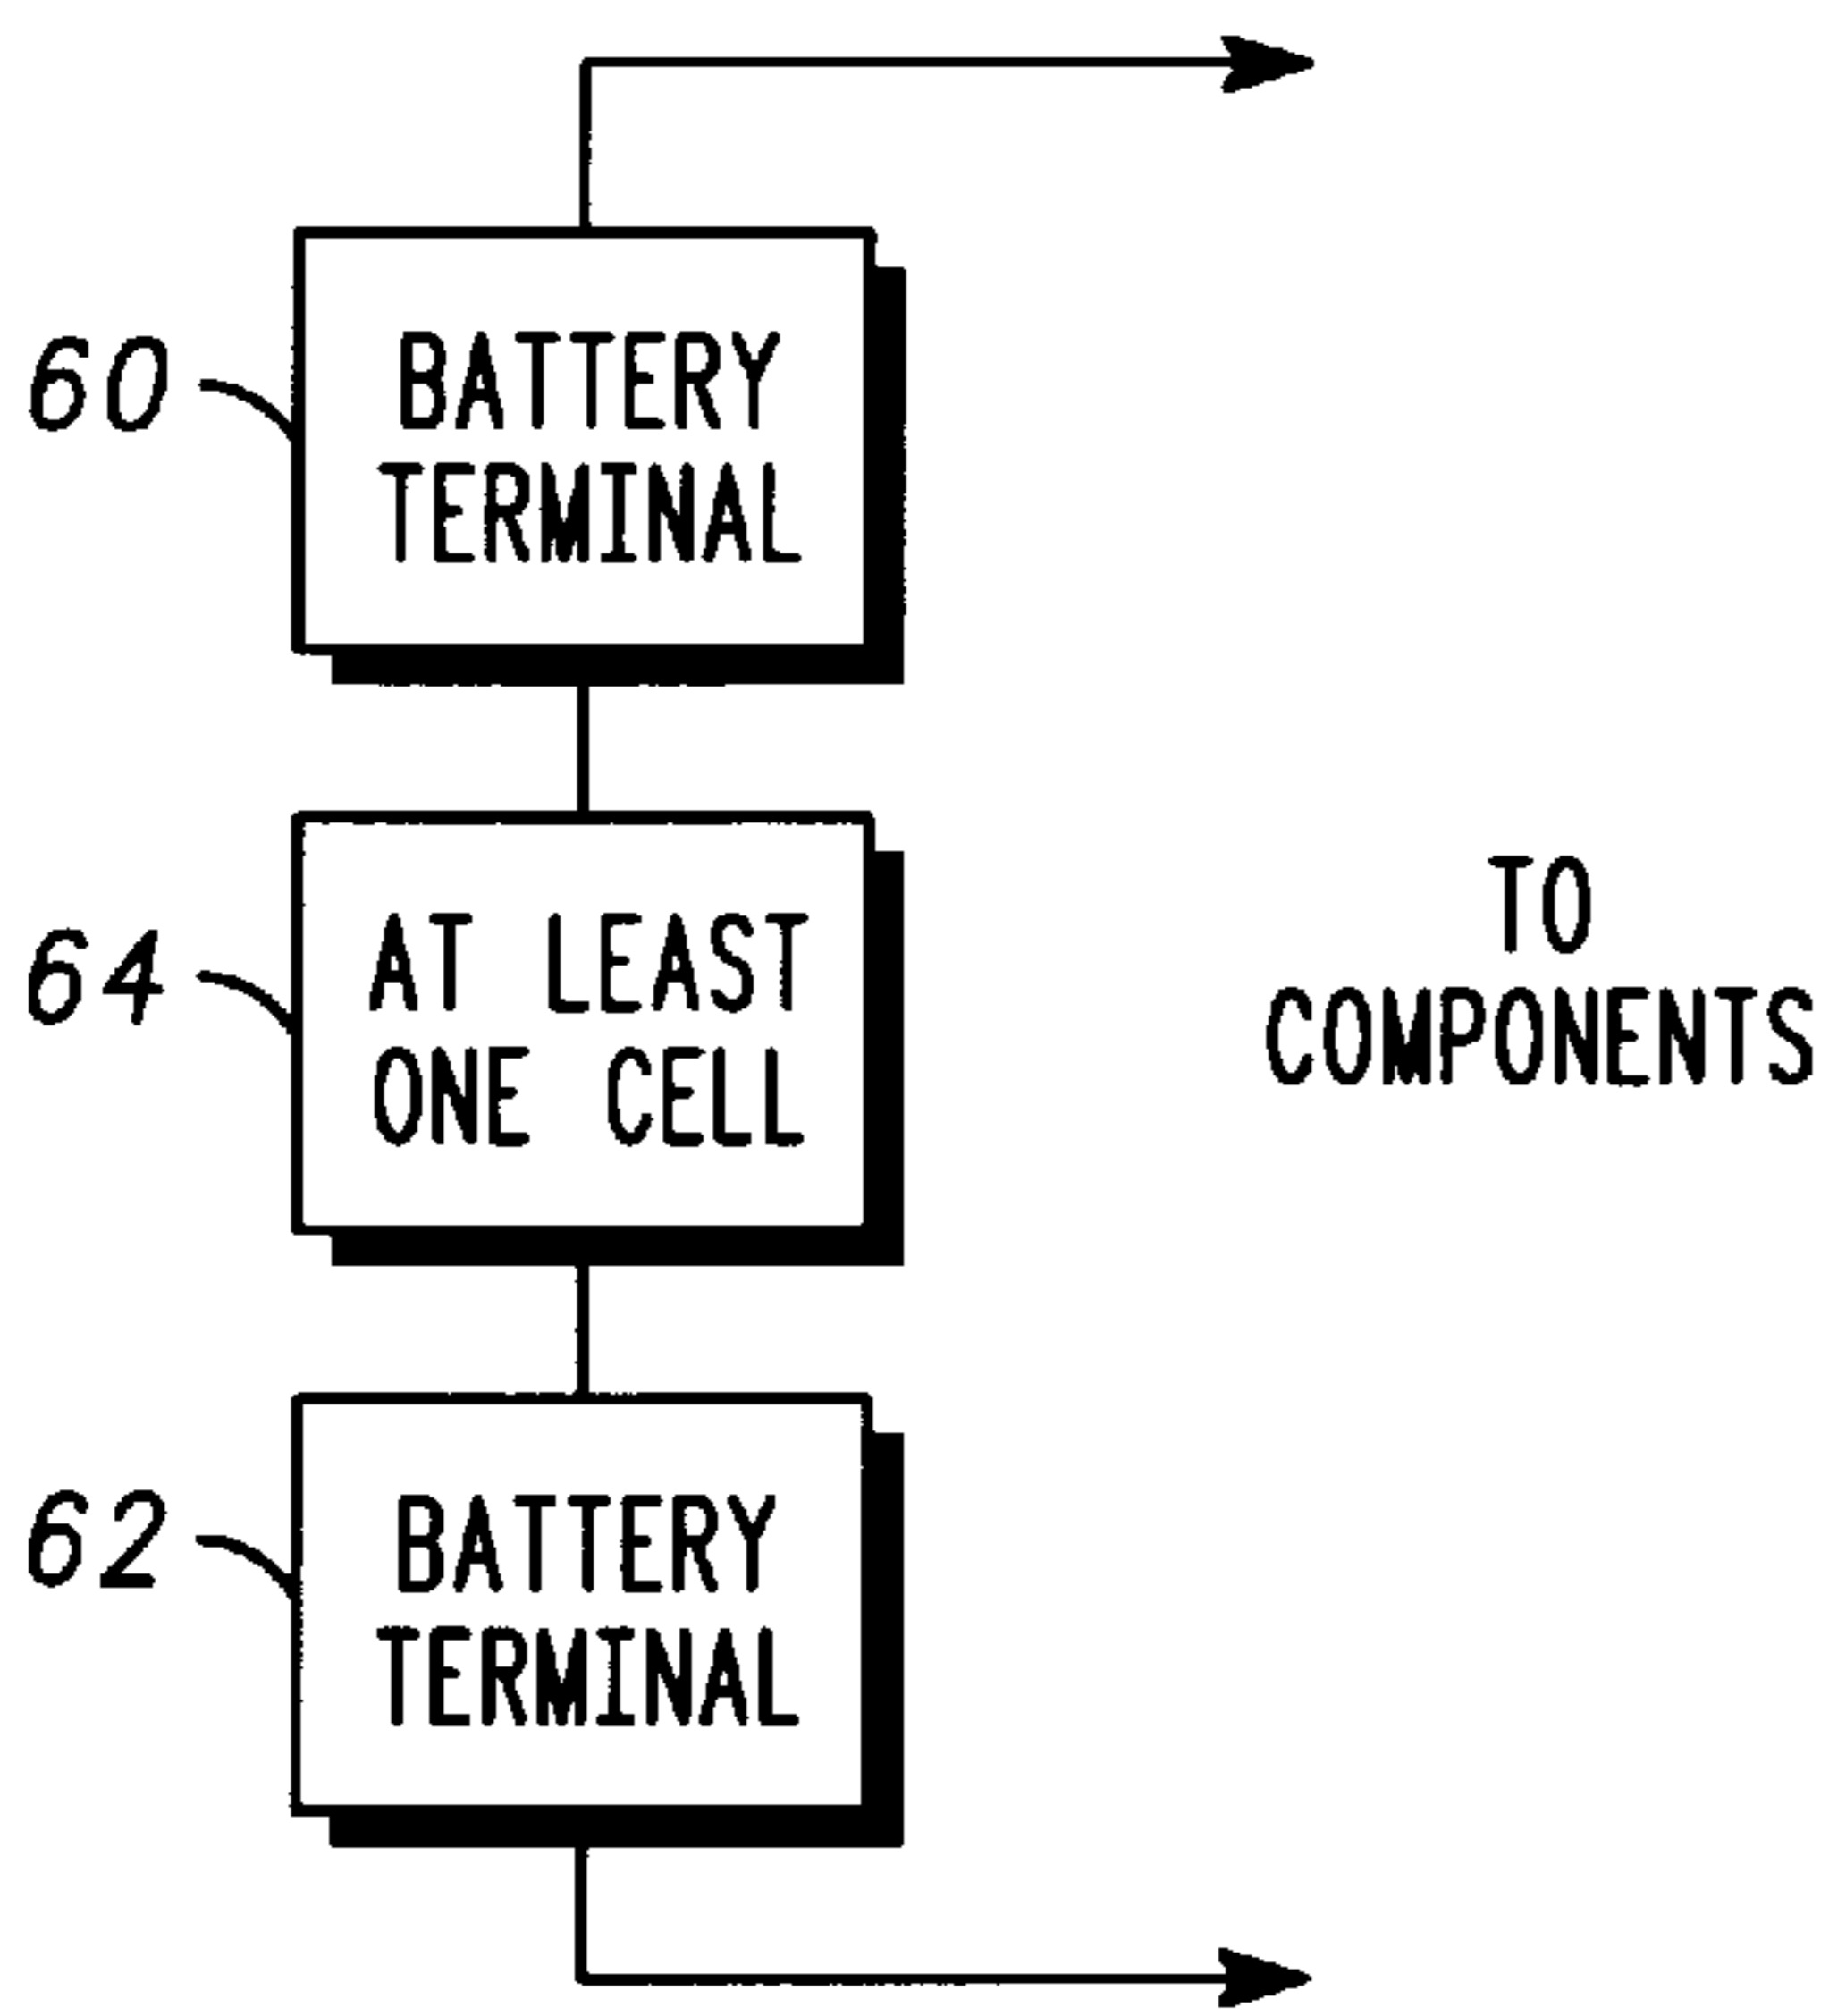 60
BATTERY
TERMINAL
64
AT LEAST
ONE CELL
TO
COMPONENTS
62
BATTERY
TERMINAL